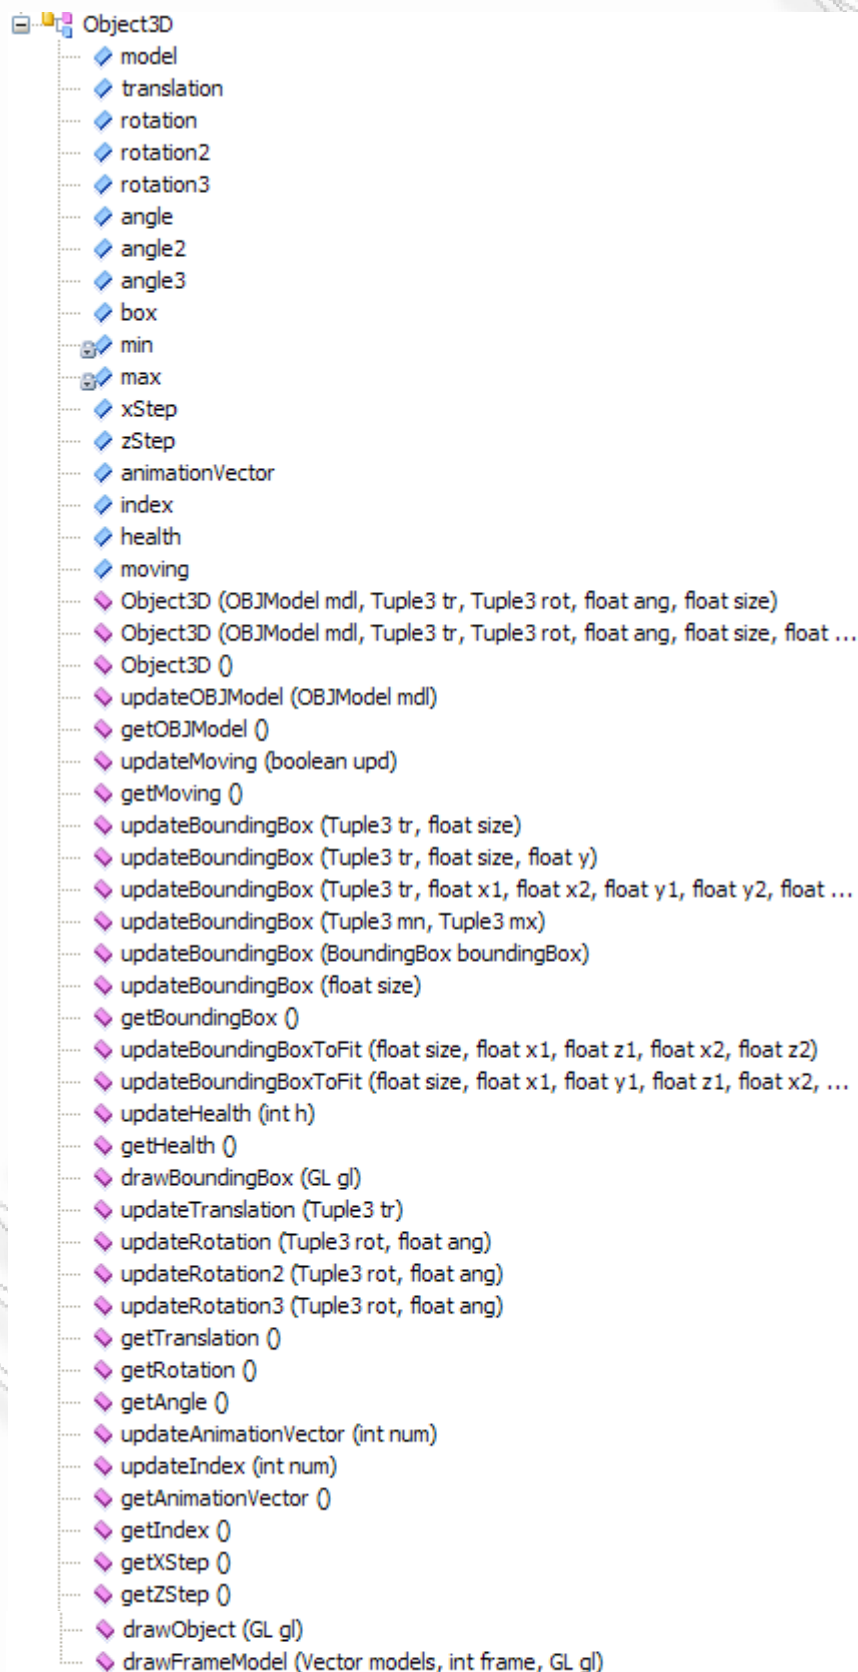 Object3D
model
translation
rotation
rotation2
rotation3
angle
angle2
angle3
box
min
max
xStep
zStep
animationVector
index
health
moving
Object3D (OBJModel mdl, Tuple3 tr, Tuple3 rot, float ang, float size)
Object3D (OBJModel mdl, Tuple3 tr, Tuple3 rot, float ang, float size, float ...
Object3D ()
updateOBJModel (OBJModel mdl)
getOBJModel ()
updateMoving (boolean upd)
getMoving ()
updateBoundingBox (Tuple3 tr, float size)
updateBoundingBox (Tuple3 tr, float size, float y)
updateBoundingBox (Tuple3 tr, float x1, float x2, float y1, float y2, float ...
updateBoundingBox (Tuple3 mn, Tuple3 mx)
updateBoundingBox (BoundingBox boundingBox)
updateBoundingBox (float size)
getBoundingBox ()
updateBoundingBoxToFit (float size, float x1, float z1, float x2, float z2)
updateBoundingBoxToFit (float size, float x1, float y1, float z1, float x2, ...
updateHealth (int h)
getHealth ()
drawBoundingBox (GL gl)
updateTranslation (Tuple3 tr)
updateRotation (Tuple3 rot, float ang)
updateRotation2 (Tuple3 rot, float ang)
updateRotation3 (Tuple3 rot, float ang)
getTranslation ()
getRotation ()
getAngle ()
updateAnimationVector (int num)
updateIndex (int num)
getAnimationVector ()
getIndex ()
getXStep ()
getZStep ()
drawObject (GL gl)
drawFrameModel (Vector models, int frame, GL gl)